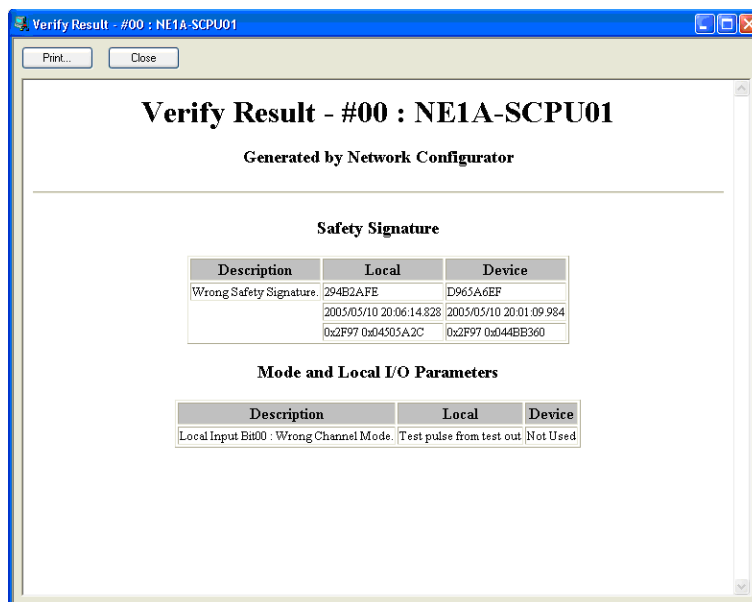 Verify Result - #00 : NE1A-SCPU01
Print... Close
Verify Result - #00 : NE1A-SCPU01
Generated by Network Configurator
Safety Signature
Description Local Device
Wrong Safety Signature. 294B2AFE D965A6EF
2005/05/10 20:06:14.828 2005/05/10 20:01:09.984
0x2F97 0x04505A2C 0x2F97 0x044BB360
Mode and Local I/O Parameters
Description Local Device
Local Input Bit00 : Wrong Channel Mode. Test pulse from test out Not Used